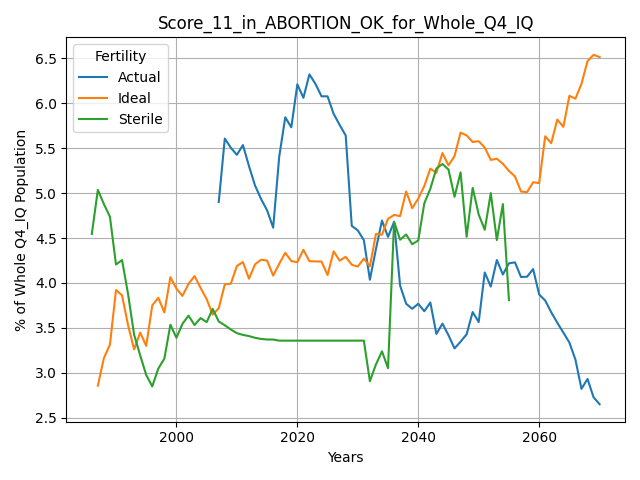 Score_11_in_ABORTION_OK_for_Whole_Q4_IQ
Fertility
Actual
Ideal
Sterile
% of Whole Q4_IQ Population
6.5
6.0
5.5
5.0
4.5
4.0
3.5
3.0
2.5
2000
2020
2040
2060
Years